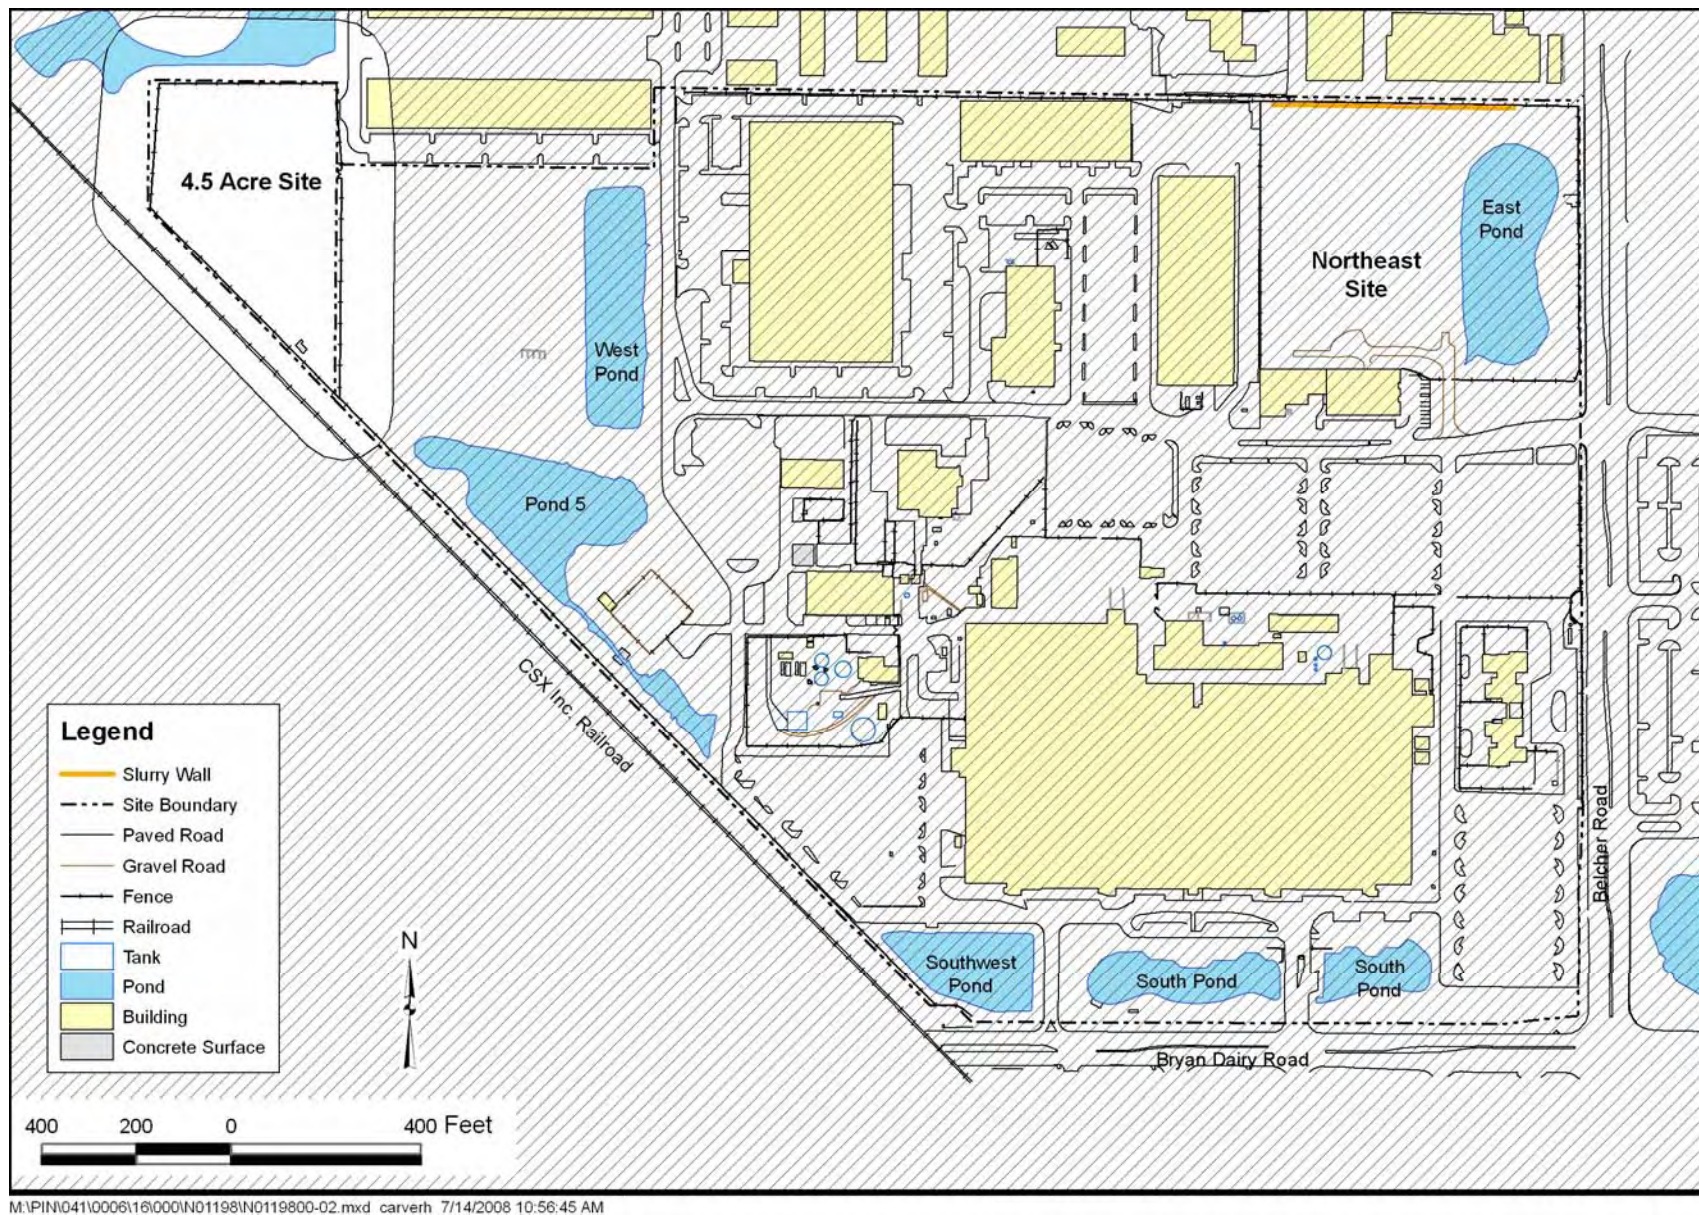 4.5 Acre Site
East
Pond
Northeast
Site
West
Pond
Pond 5
CSX Inc. Railroad
Belcher Road
Southwest
Pond
South Pond
South
Pond
Bryan Dairy Road
Legend
Slurry Wall
Site Boundary
Paved Road
Gravel Road
Fence
Railroad
Tank
Pond
Building
Concrete Surface
N
400 200 0 400 Feet
M:\PIN\041\0006\16\000\N01198\N0119800-02.mxd carverh 7/14/2008 10:56:45 AM